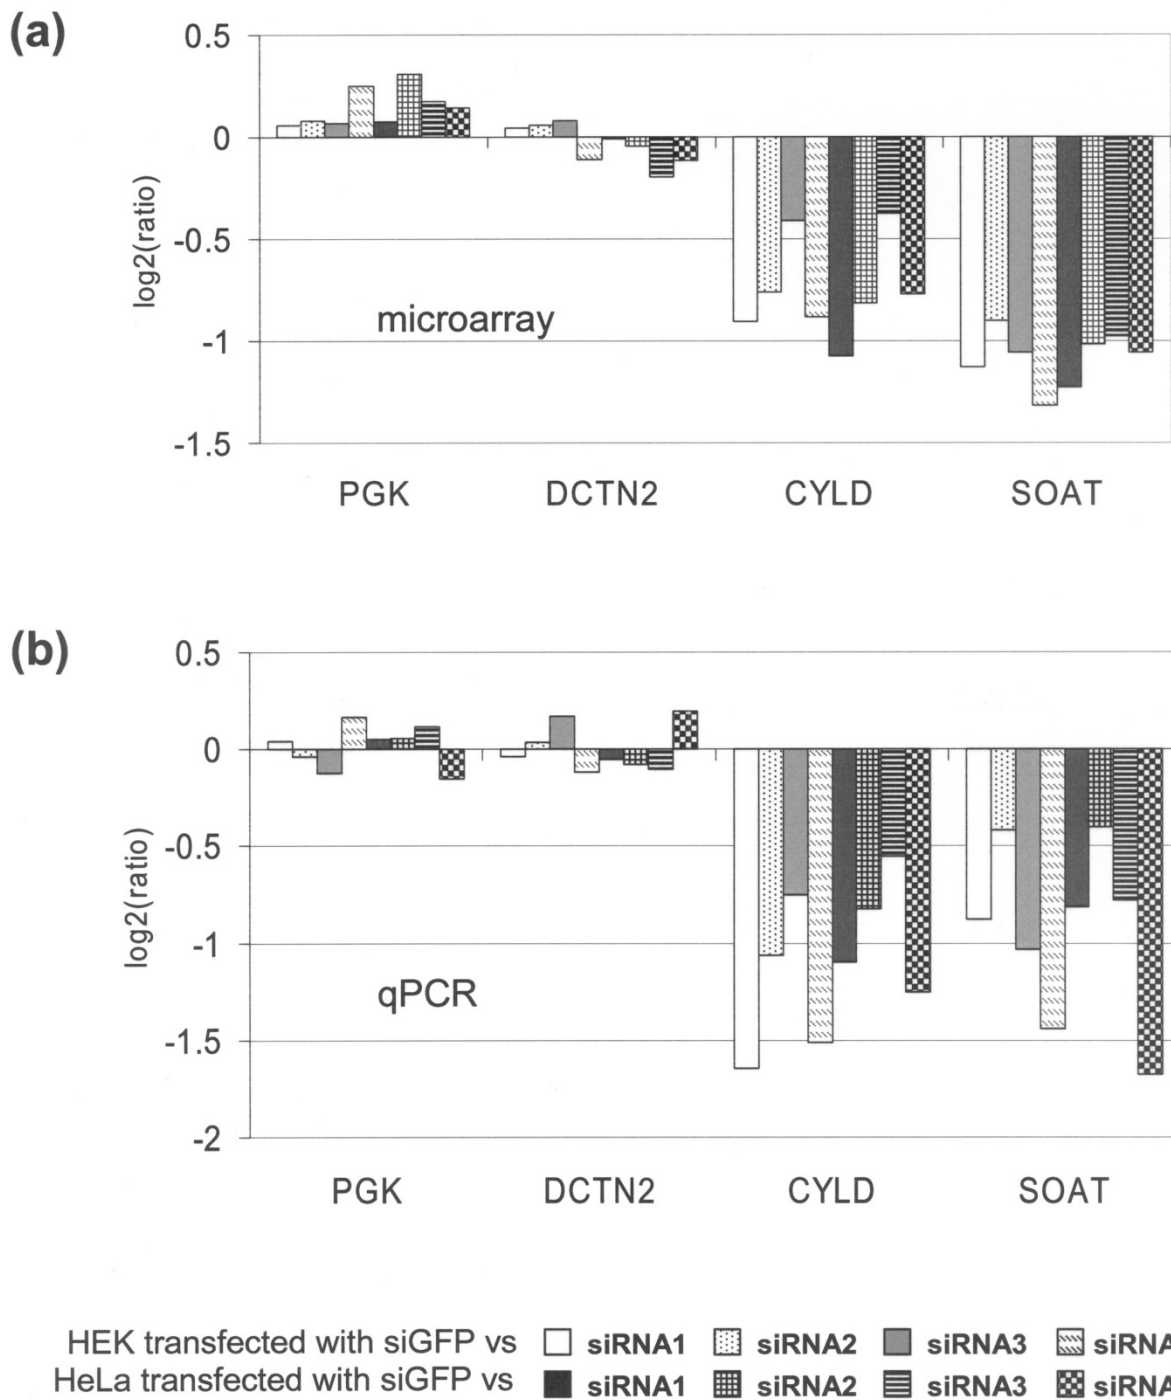 (a)
0.5
0
-0.5
-1
-1.5
log2(ratio)
microarray
PGK DCTN2 CYLD SOAT
(b)
0.5
0
-0.5
-1
-1.5
-2
log2(ratio)
qPCR
PGK DCTN2 CYLD SOAT
HEK transfected with siGFP vs siRNA1 siRNA2 siRNA3 siRNA
HeLa transfected with siGFP vs siRNA1 siRNA2 siRNA3 siRNA